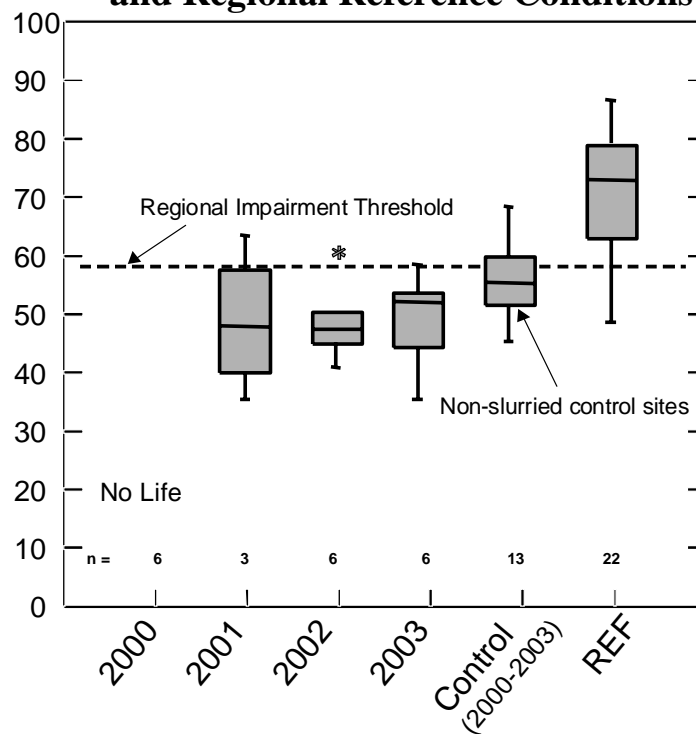 and Regional Reference Conditions
100
90
80
70
Regional Impairment Threshold
60
*
50
40
Non-slurried control sites
30
20
No Life
10
n = 6 3 6 6 13 22
0
2000
2001
2002
2003
Control
(2000-2003)
REF